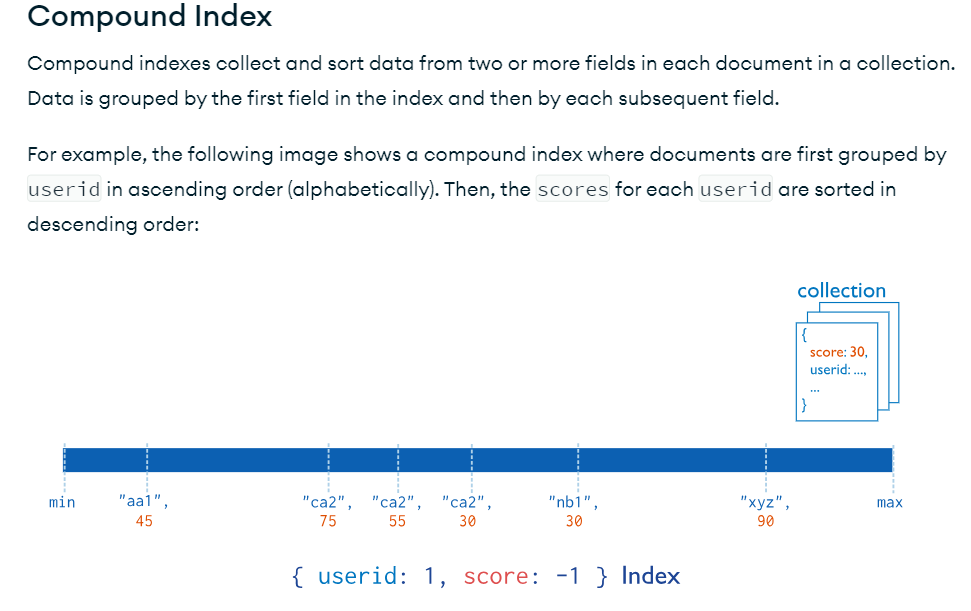 Compound Index
Compound indexes collect and sort data from two or more fields in each document in a collection.
Data is grouped by the first field in the index and then by each subsequent field.
For example, the following image shows a compound index where documents are first grouped by
userid in ascending order (alphabetically). Then, the scores for each userid are sorted in
descending order:
collection
{
score: 30,
userid: ...,
...
}
min "aa1", "ca2", "ca2", "ca2", "nb1", "xyz", max
45 75 55 30 30 90
{ userid: 1, score: -1 } Index